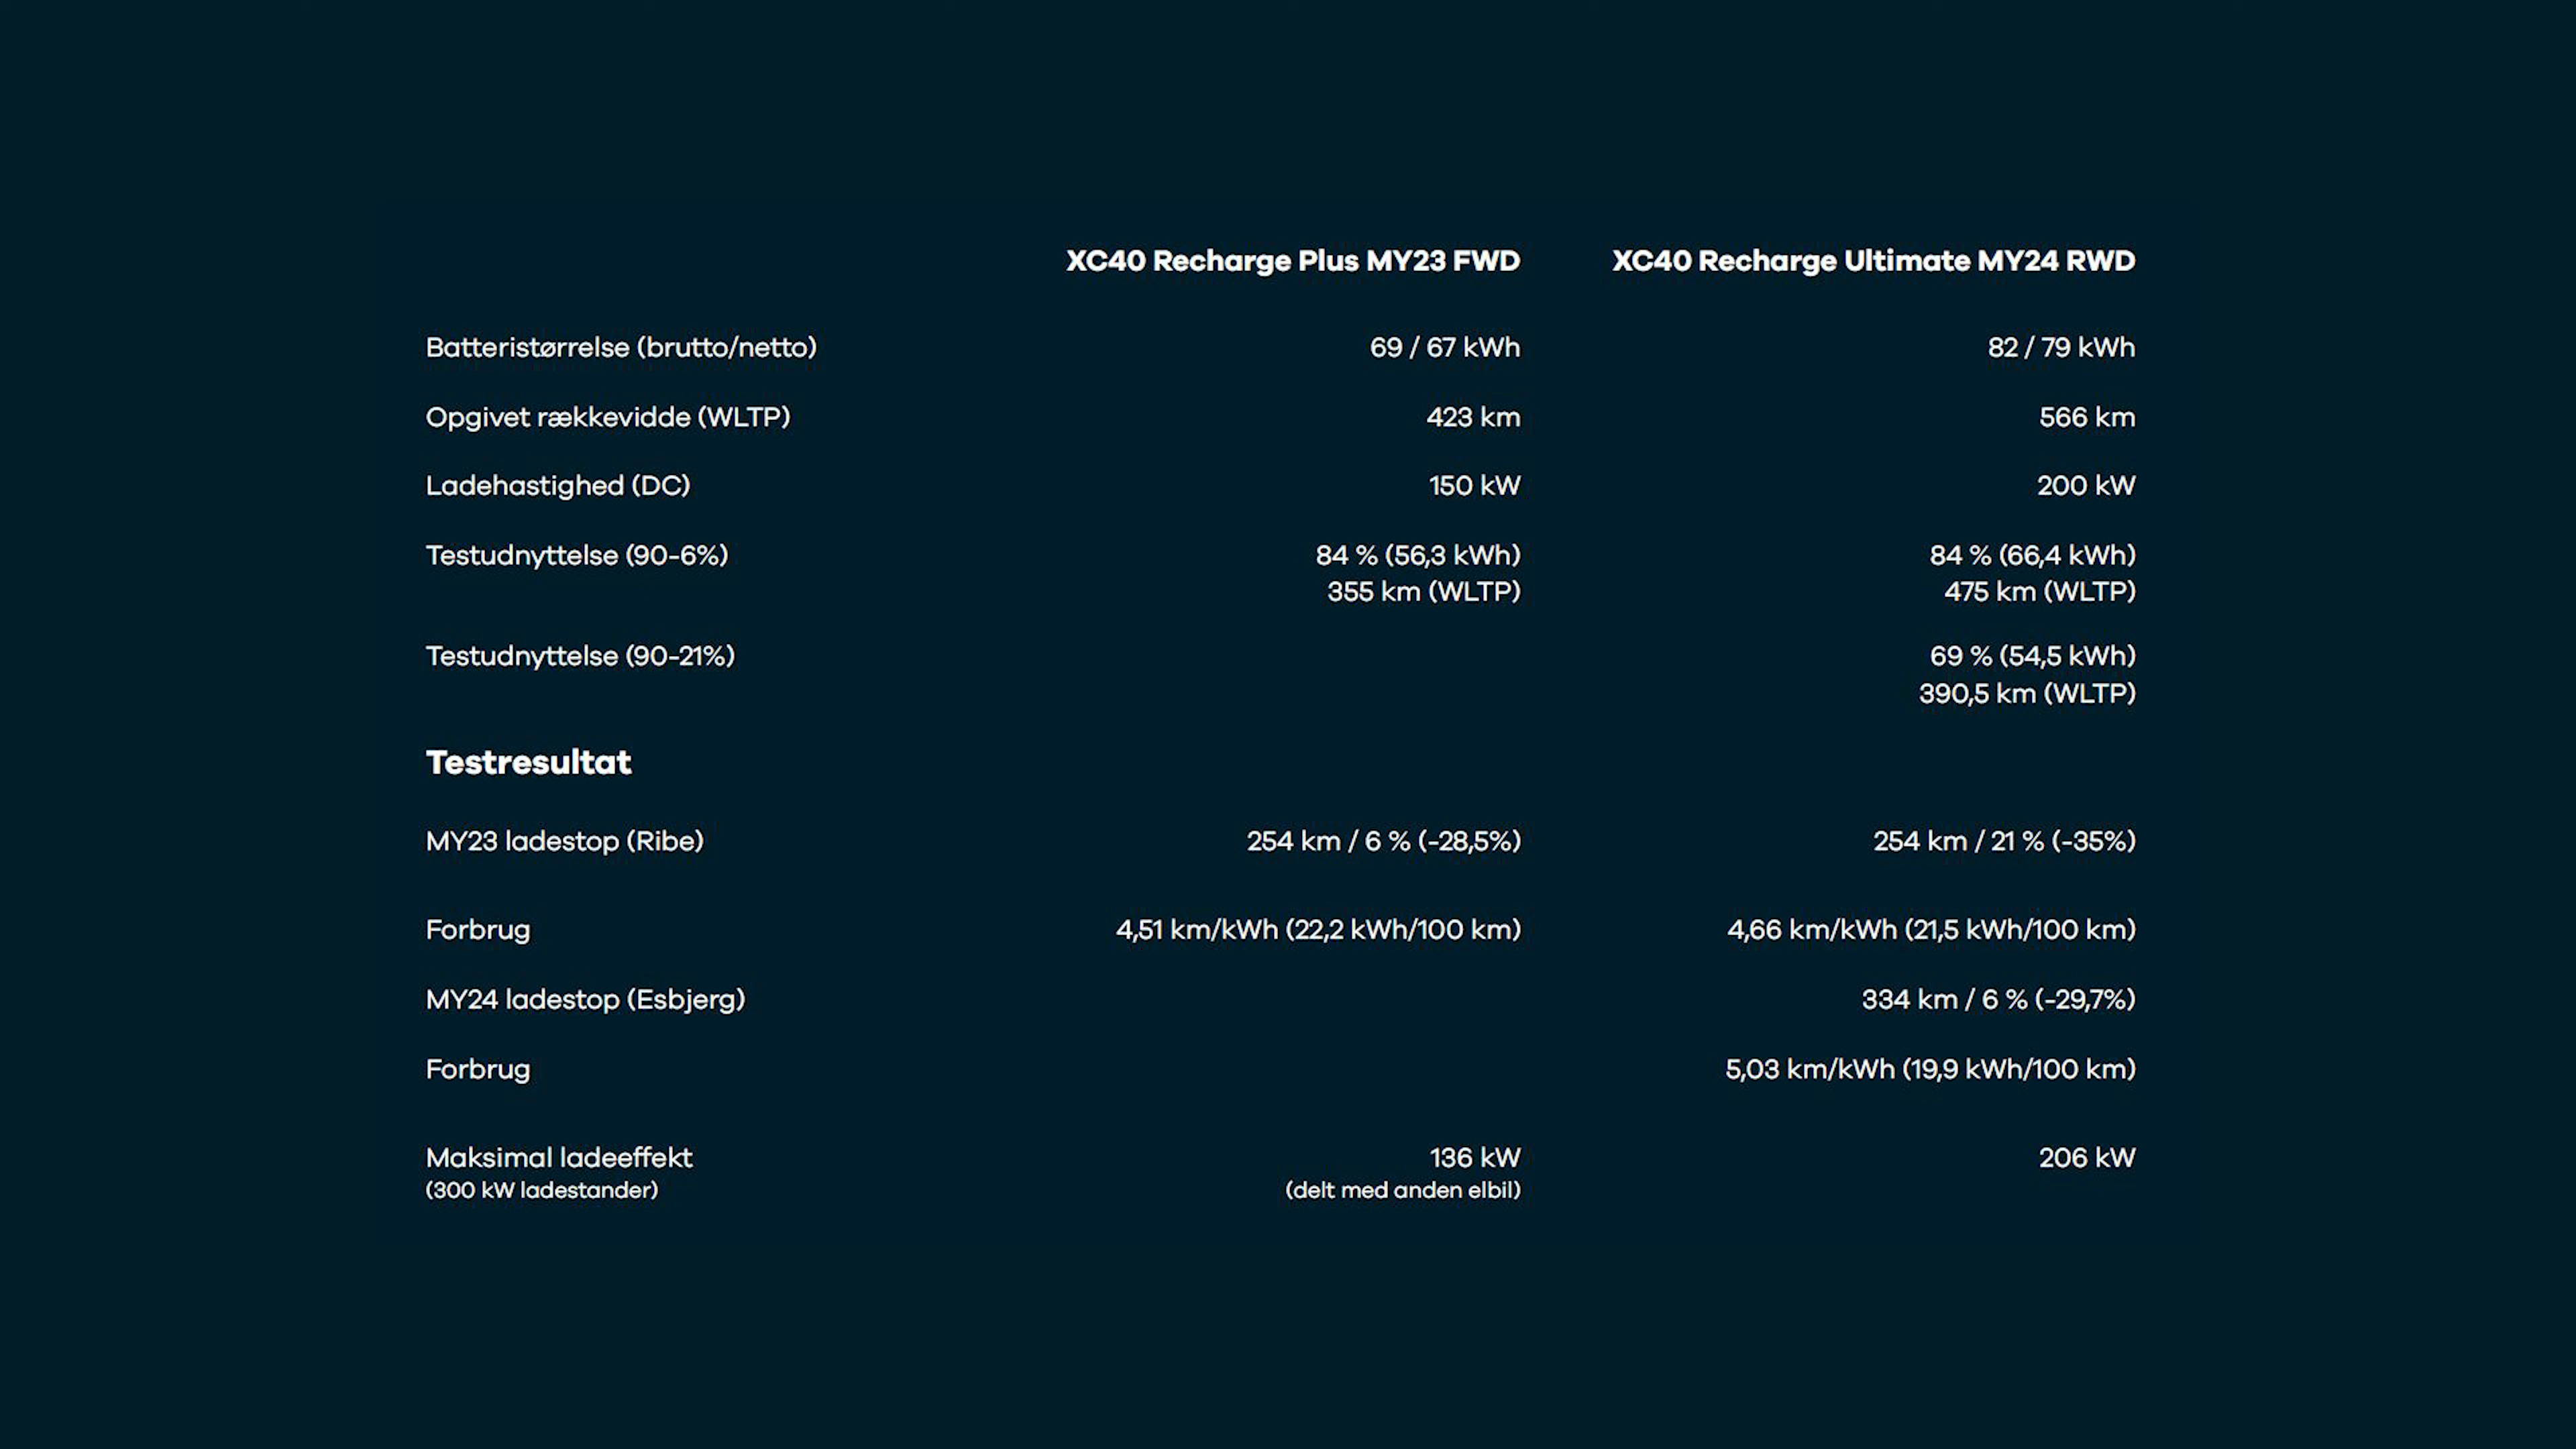 XC40 Recharge Plus MY23 FWD XC40 Recharge Ultimate MY24 RWD
Batteristørrelse (brutto/netto) 69 / 67 kWh 82 / 79 kWh
Opgivet rækkevidde (WLTP) 423 km 566 km
Ladehastighed (DC) 150 kW 200 kW
Testudnyttelse (90-6%) 84 % (56,3 kWh) 84 % (66,4 kWh)
355 km (WLTP) 475 km (WLTP)
Testudnyttelse (90-21%) 69 % (54,5 kWh)
390,5 km (WLTP)
Testresultat
MY23 ladestop (Ribe) 254 km / 6 % (-28,5%) 254 km / 21 % (-35%)
Forbrug 4,51 km/kWh (22,2 kWh/100 km) 4,66 km/kWh (21,5 kWh/100 km)
MY24 ladestop (Esbjerg) 334 km / 6 % (-29,7%)
Forbrug 5,03 km/kWh (19,9 kWh/100 km)
Maksimal ladeeffekt 136 kW 206 kW
(300 kW ladestander) (delt med anden elbil)